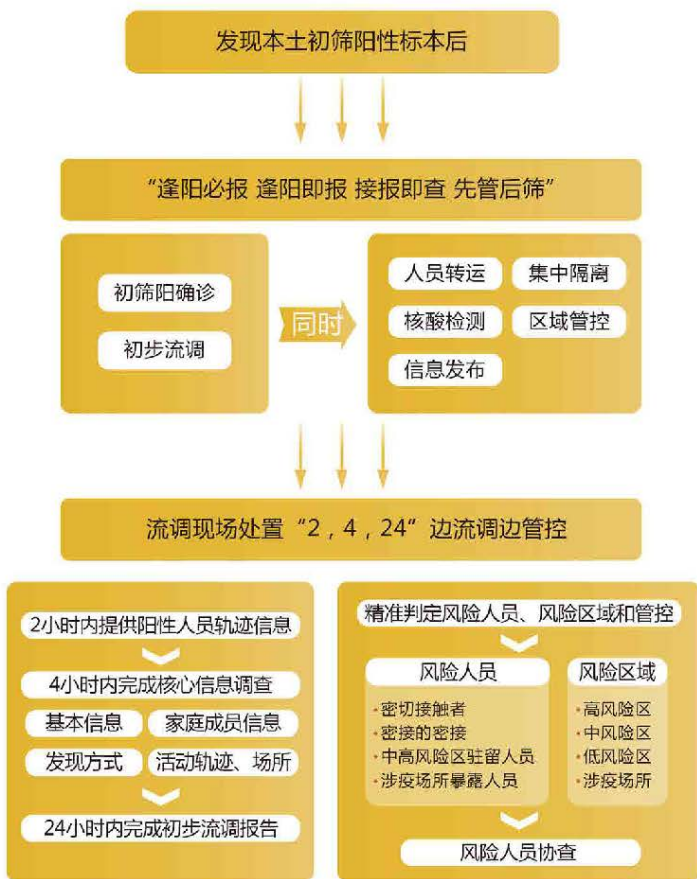 发现本土初筛阳性标本后
“逢阳必报 逢阳即报 接报即查 先管后筛”
初筛阳确诊
初步流调
同时
人员转运
集中隔离
核酸检测
区域管控
信息发布
流调现场处置“2，4，24”边流调边管控
2小时内提供阳性人员轨迹信息
4小时内完成核心信息调查
基本信息
家庭成员信息
发现方式
活动轨迹、场所
24小时内完成初步流调报告
精准判定风险人员、风险区域和管控
风险人员
·密切接触者
·密接的密接
·中高风险区驻留人员
·涉疫场所暴露人员
风险区域
·高风险区
·中风险区
·低风险区
·涉疫场所
风险人员协查